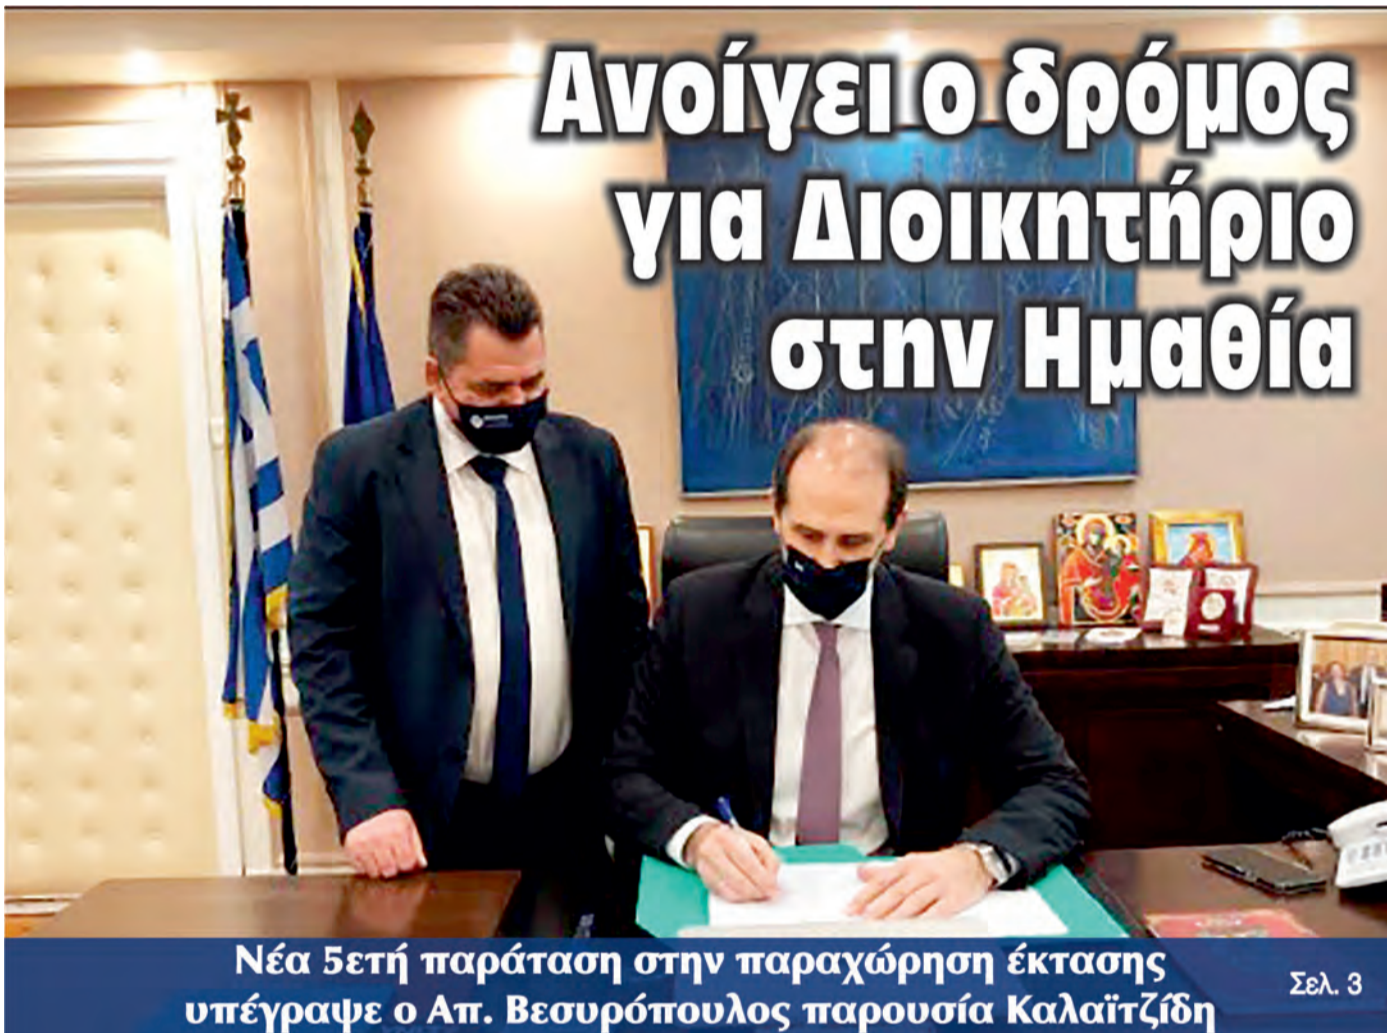 Ανοίγει ο δρόμος
για Διοικητήριο
στην Ημαθία
Νέα 5ετή παράταση στην παραχώρηση έκτασης
υπέγραψε ο Απ. Βεσυρόπουλος παρουσία Καλαϊτζίδη
Σελ. 3